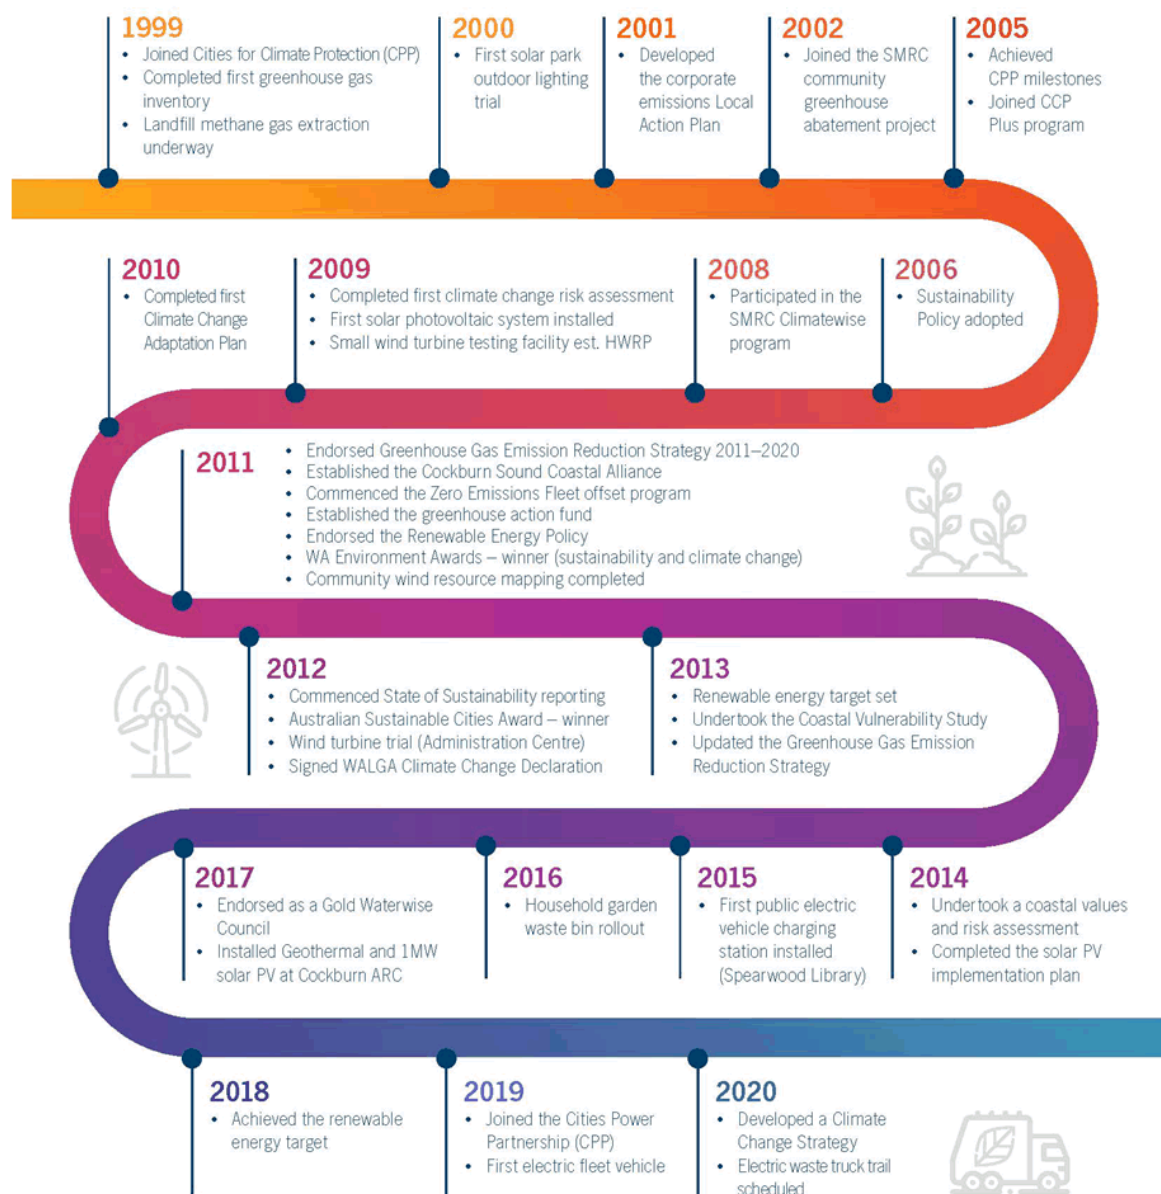 1999
• Joined Cities for Climate Protection (CPP)
• Completed first greenhouse gas
inventory
• Landfill methane gas extraction
underway
2000
• First solar park
outdoor lighting
trial
2001
• Developed
the corporate
emissions Local
Action Plan
2002
• Joined the SMRC
community
greenhouse
abatement project
2005
• Achieved
CPP milestones
• Joined CCP
Plus program
2006
• Sustainability
Policy adopted
2008
• Participated in the
SMRC Climatewise
program
2009
• Completed first climate change risk assessment
• First solar photovoltaic system installed
• Small wind turbine testing facility est. HWRP
2010
• Completed first
Climate Change
Adaptation Plan
2011
• Endorsed Greenhouse Gas Emission Reduction Strategy 2011–2020
• Established the Cockburn Sound Coastal Alliance
• Commenced the Zero Emissions Fleet offset program
• Established the greenhouse action fund
• Endorsed the Renewable Energy Policy
• WA Environment Awards – winner (sustainability and climate change)
• Community wind resource mapping completed
2012
• Commenced State of Sustainability reporting
• Australian Sustainable Cities Award – winner
• Wind turbine trial (Administration Centre)
• Signed WALGA Climate Change Declaration
2013
• Renewable energy target set
• Undertook the Coastal Vulnerability Study
• Updated the Greenhouse Gas Emission
Reduction Strategy
2014
• Undertook a coastal values
and risk assessment
• Completed the solar PV
implementation plan
2015
• First public electric
vehicle charging
station installed
(Spearwood Library)
2016
• Household garden
waste bin rollout
2017
• Endorsed as a Gold Waterwise
Council
• Installed Geothermal and 1MW
solar PV at Cockburn ARC
2018
• Achieved the renewable
energy target
2019
• Joined the Cities Power
Partnership (CPP)
• First electric fleet vehicle
2020
• Developed a Climate
Change Strategy
• Electric waste truck trail
scheduled